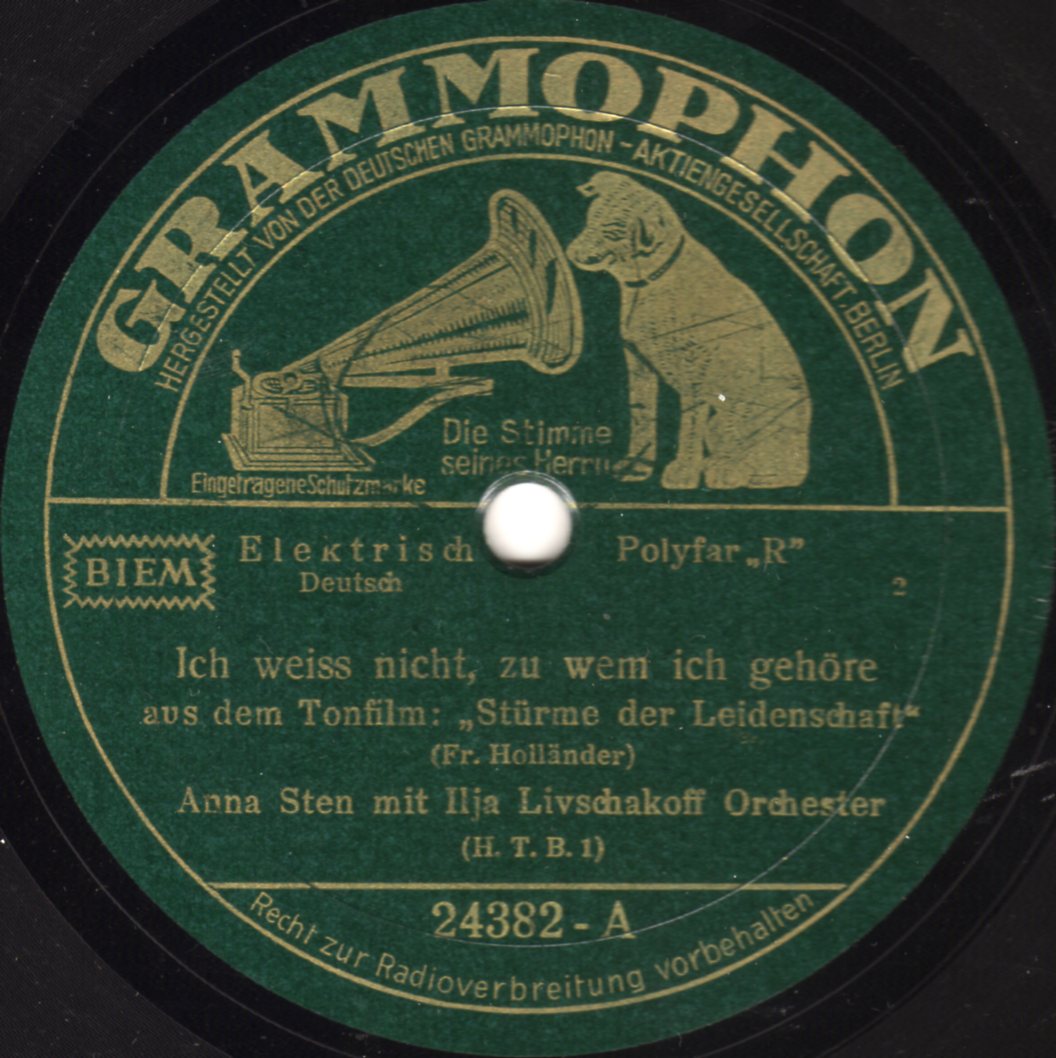 GRAMMOPHON
HERGESTELLT VON DER DEUTSCHEN GRAMMOPHON - AKTIENGESELLSCHAFT. BERLIN
Die Stimme
seines Herrn
Eingetragene Schutzmarke
BIEM
Elektrisch Polyfar „R”
Deutsch 2
Ich weiss nicht, zu wem ich gehöre
aus dem Tonfilm: „Stürme der Leidenschaft“
(Fr. Holländer)
Anna Sten mit Ilja Livschakoff Orchester
(H. T. B. 1)
24382 - A
Recht zur Radioverbreitung vorbehalten